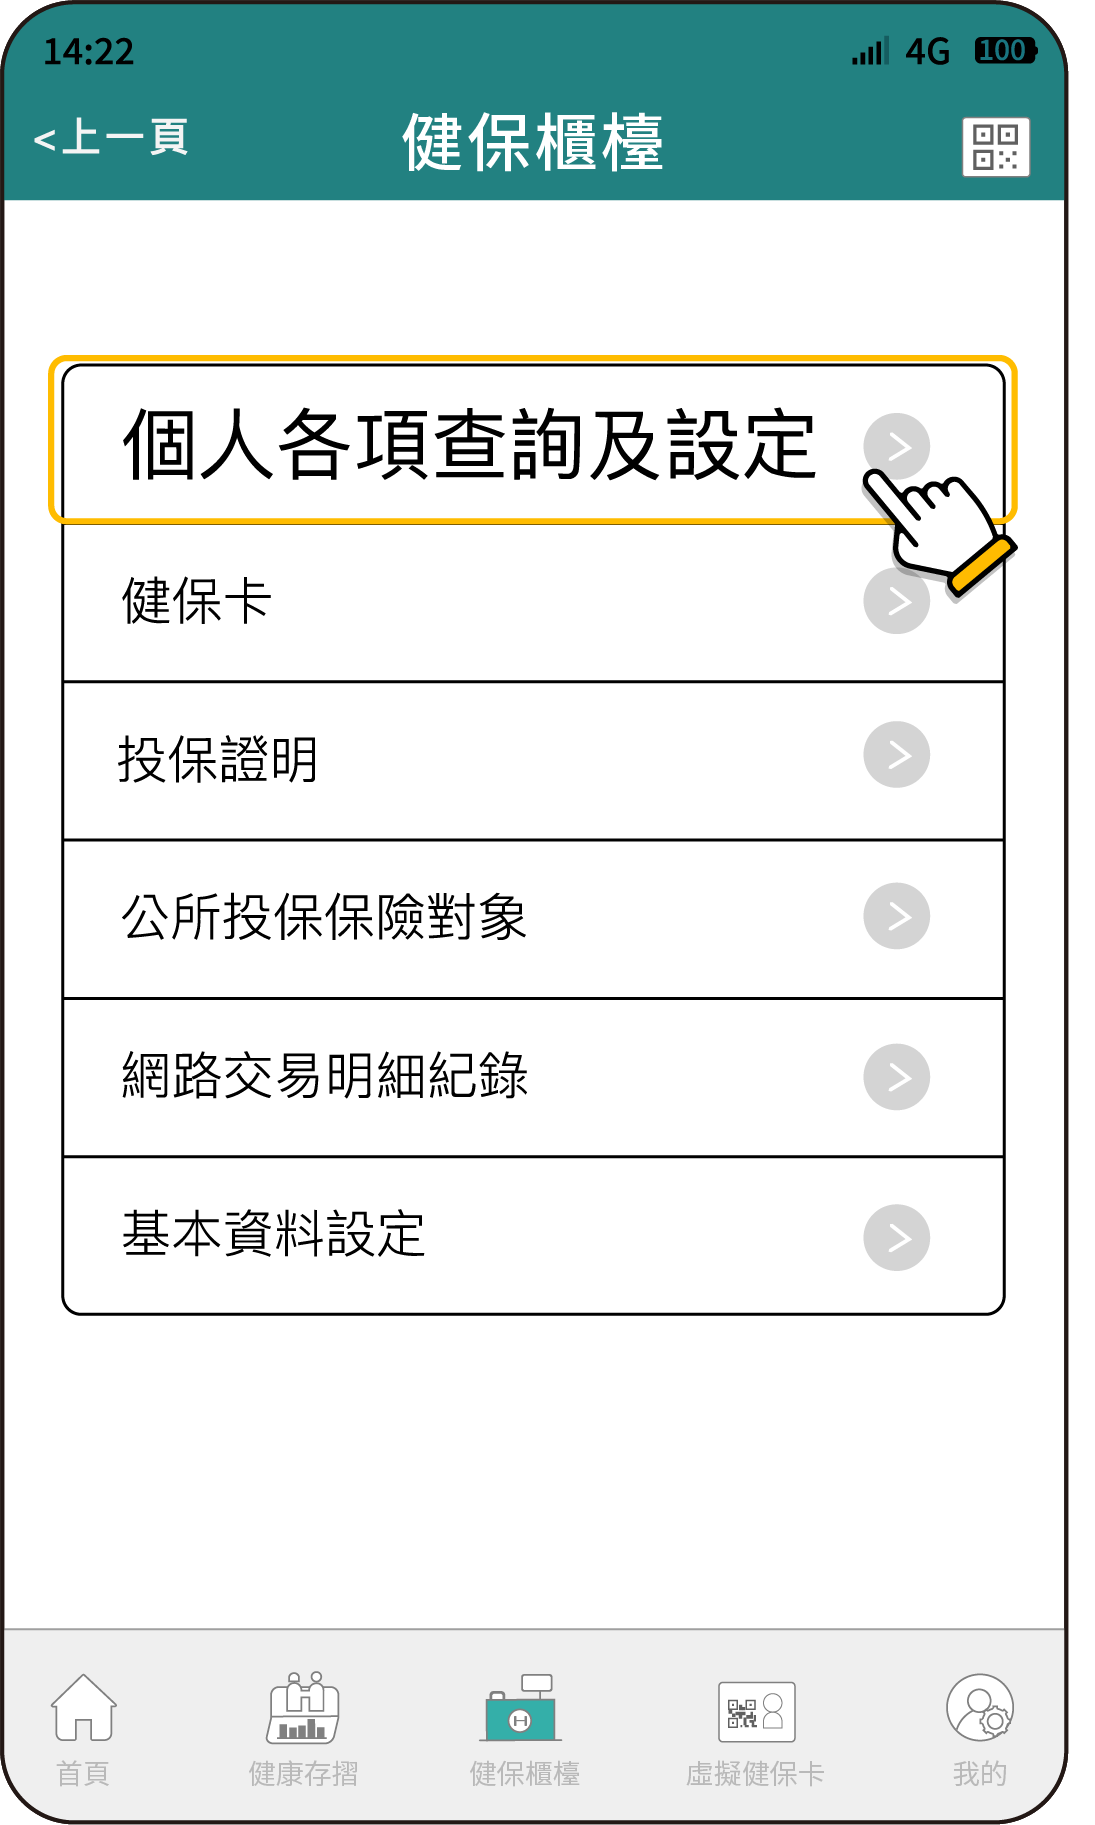 14:22 4G 100
<上一頁 健保櫃檯
個人各項查詢及設定
健保卡
投保證明
公所投保保險對象
網路交易明細紀錄
基本資料設定
首頁 健康存摺 健保櫃檯 虛擬健保卡 我的